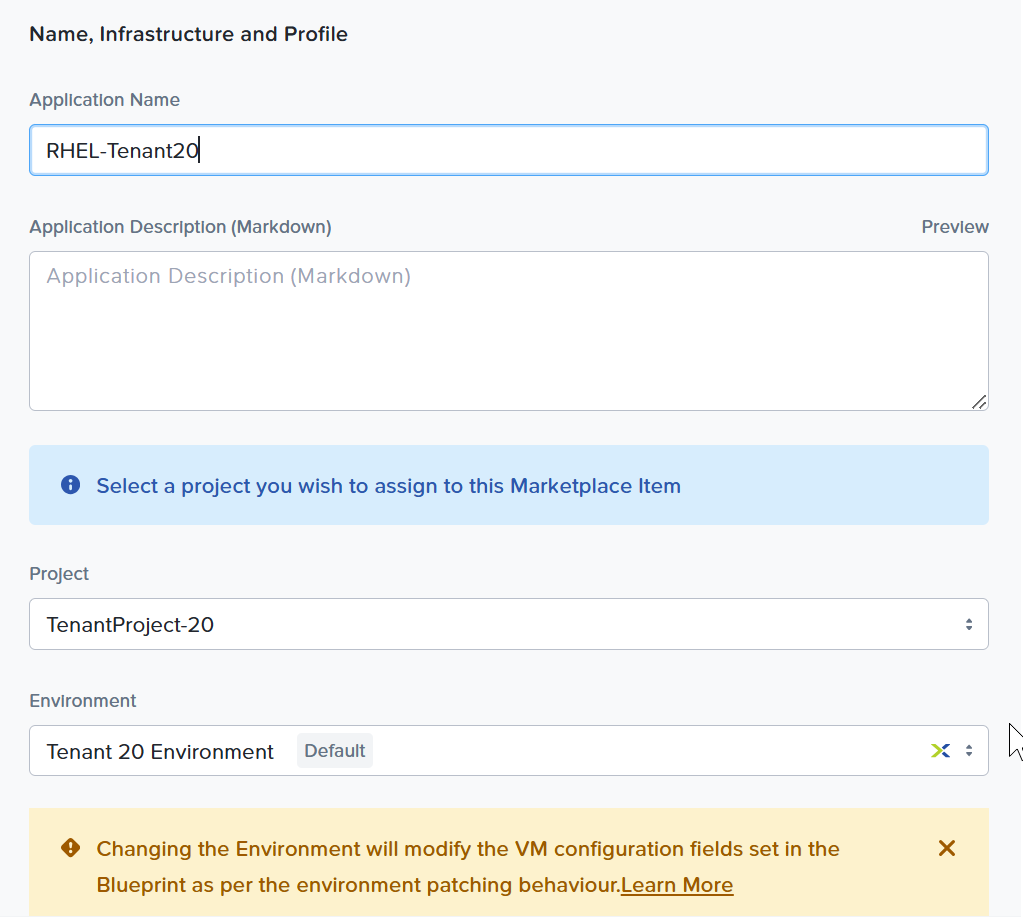 Name, Infrastructure and Profile
Application Name
RHEL-Tenant20
Application Description (Markdown)
Preview
Application Description (Markdown)
Select a project you wish to assign to this Marketplace Item
Project
TenantProject-20
Environment
Tenant 20 Environment Default
Changing the Environment will modify the VM configuration fields set in the
Blueprint as per the environment patching behaviour.Learn More